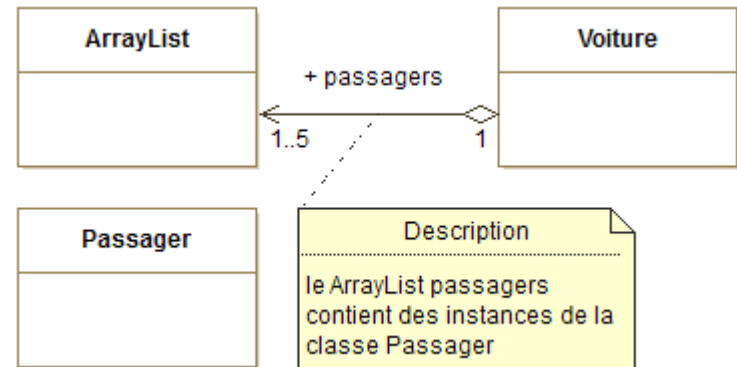 ArrayList
Voiture
+ passagers
1..5
1
Passager
Description
le ArrayList passagers
contient des instances de la
classe Passager